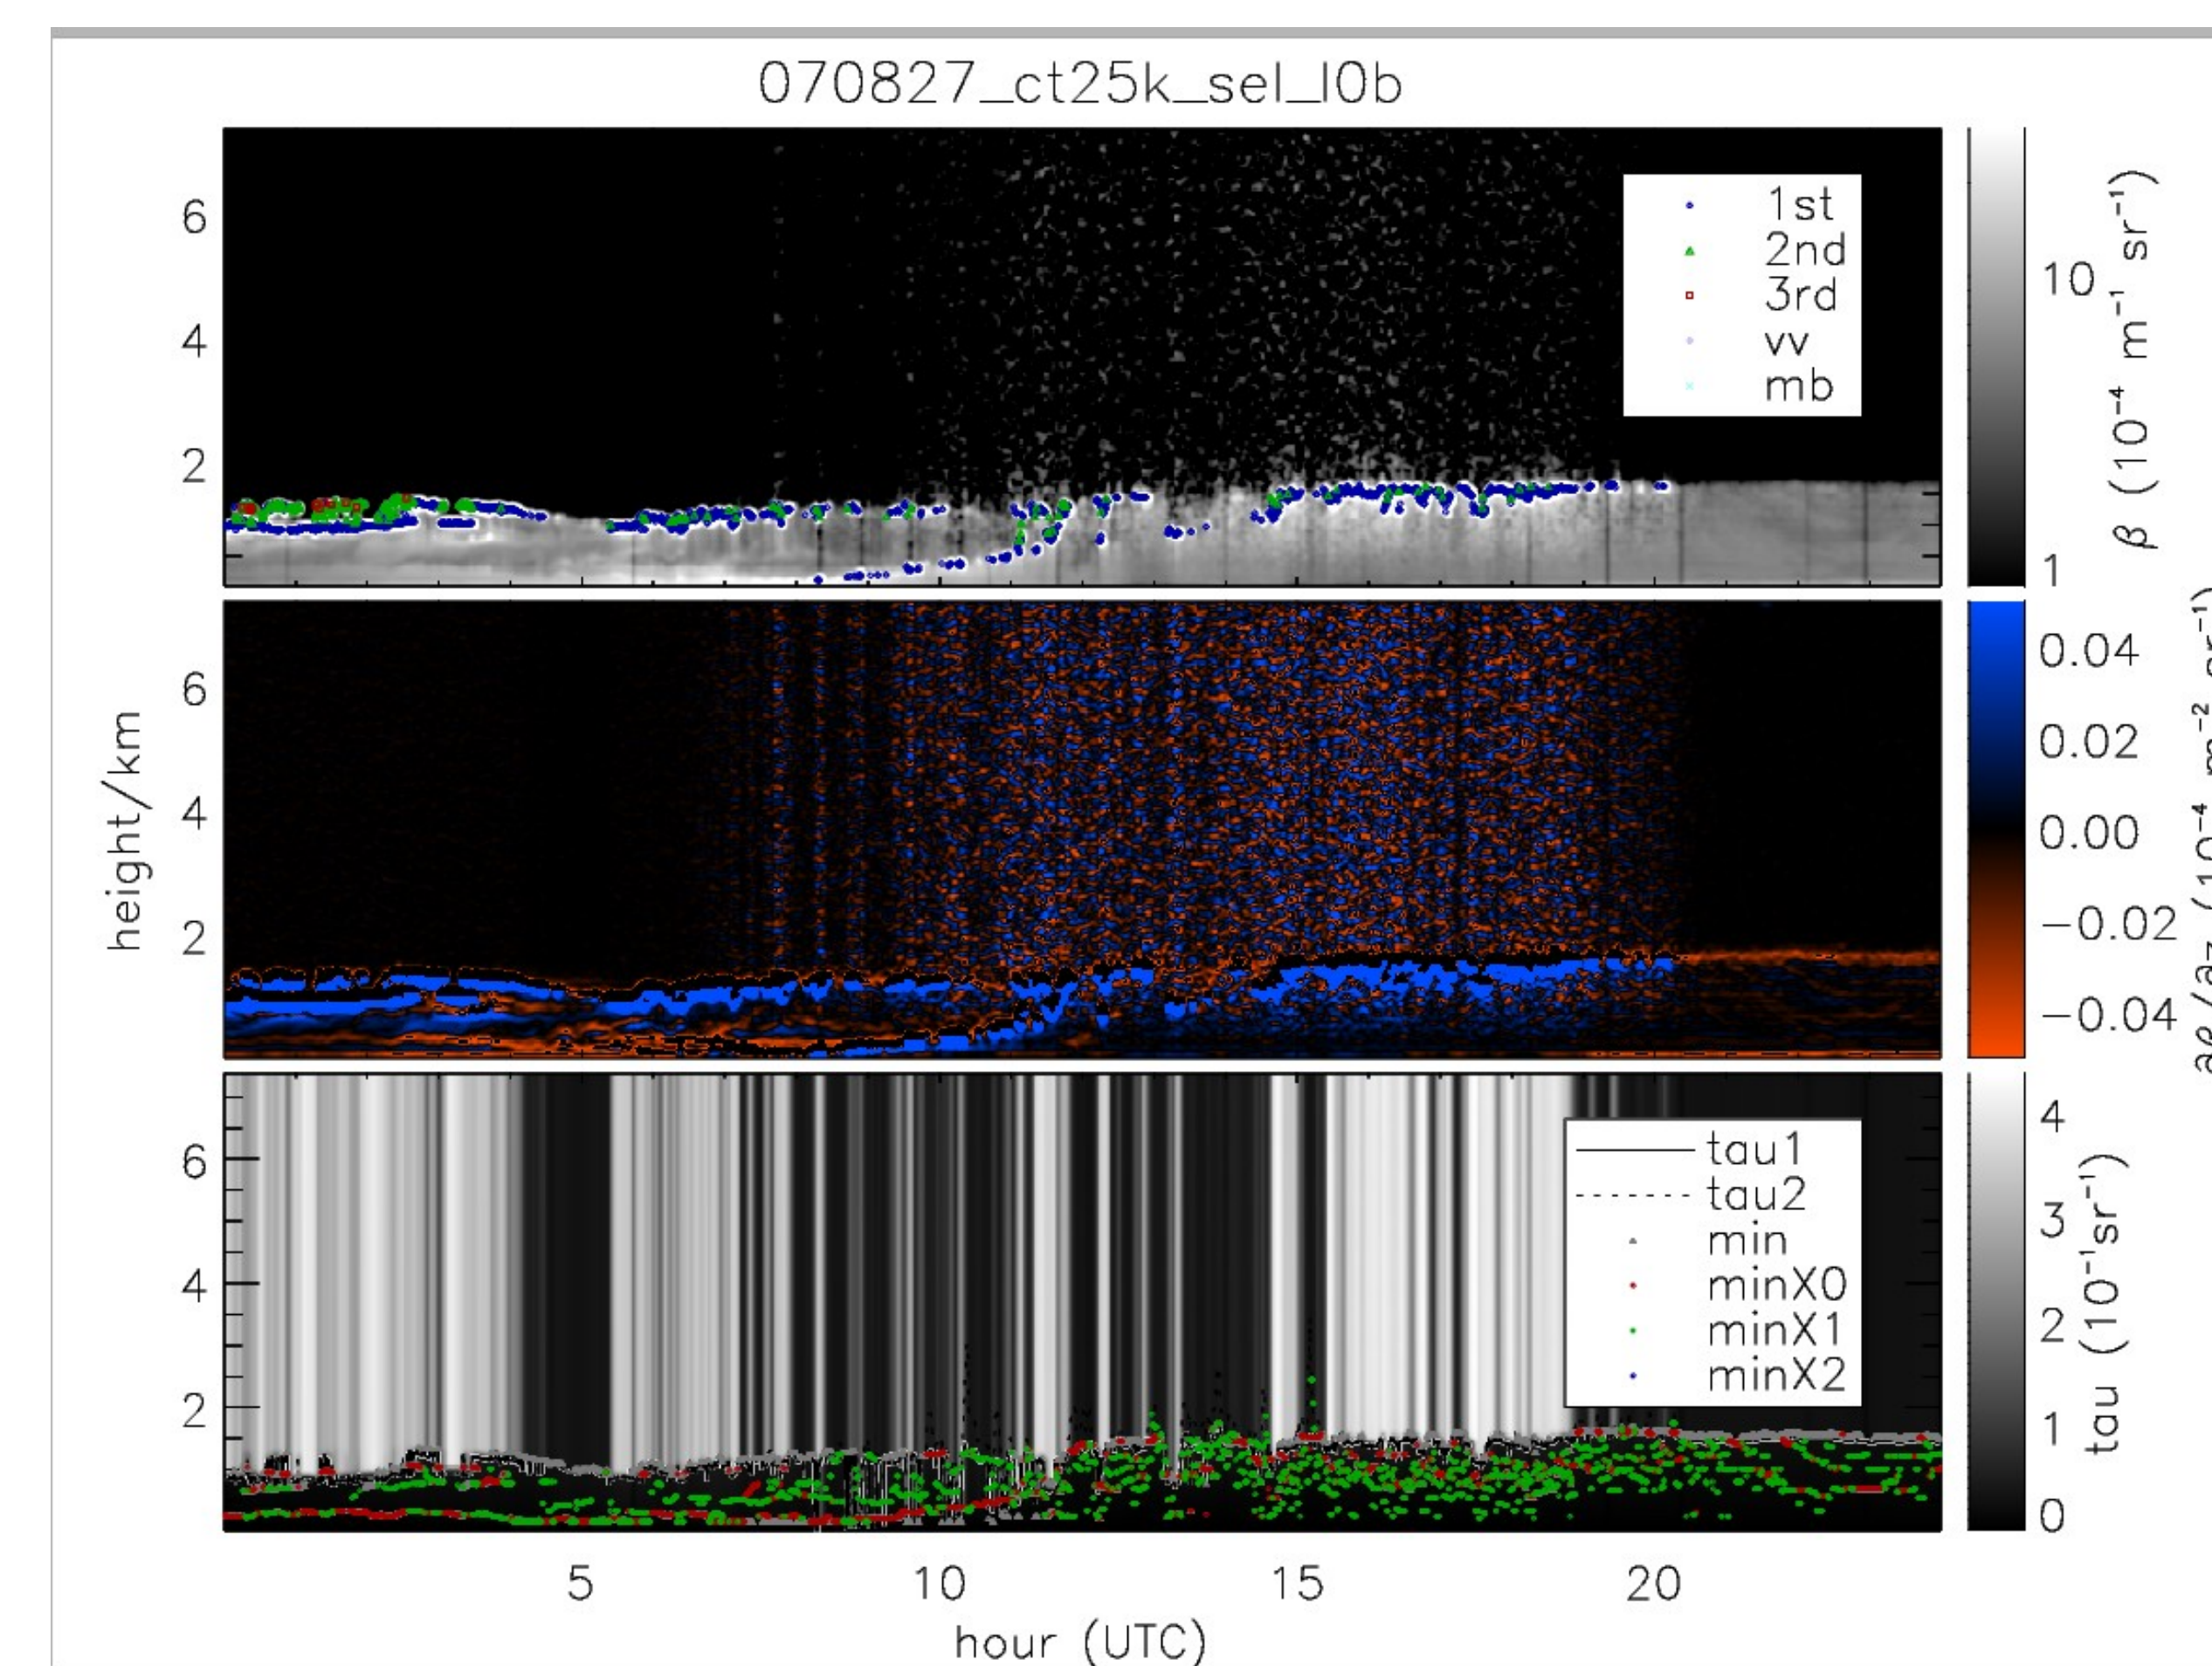 070827_ct25k_sel_l0b
6
4
2
1st
2nd
3rd
vv
mb
10
1
β (10⁻⁴ m⁻¹ sr⁻¹)
6
4
2
height/km
0.04
0.02
0.00
−0.02
−0.04
6
4
2
tau1
tau2
min
minX0
minX1
minX2
4
3
2
1
0
tau (10⁻¹sr⁻¹)
5 10 15 20
hour (UTC)